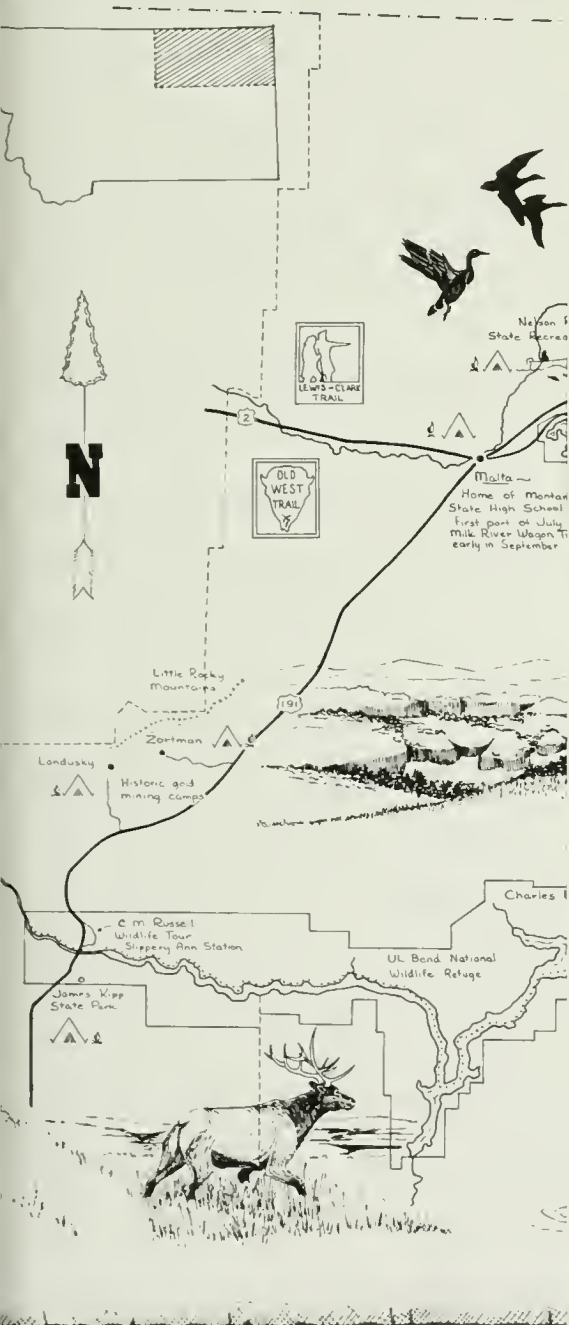 Nelson
State
LEWIS-CLARK
TRAIL
2
OLD
WEST
TRAIL
N
Malta
Home of
State High School
First part of July
Milk River Wagon
early in September
Little Rocky
Mountains
191
Zortman
Landusky
Historic gold
mining camps
Charles
C. M. Russell
Wildlife Tour
Slippery Ann Station
UL Bend National
Wildlife Refuge
James Kipp
State Park